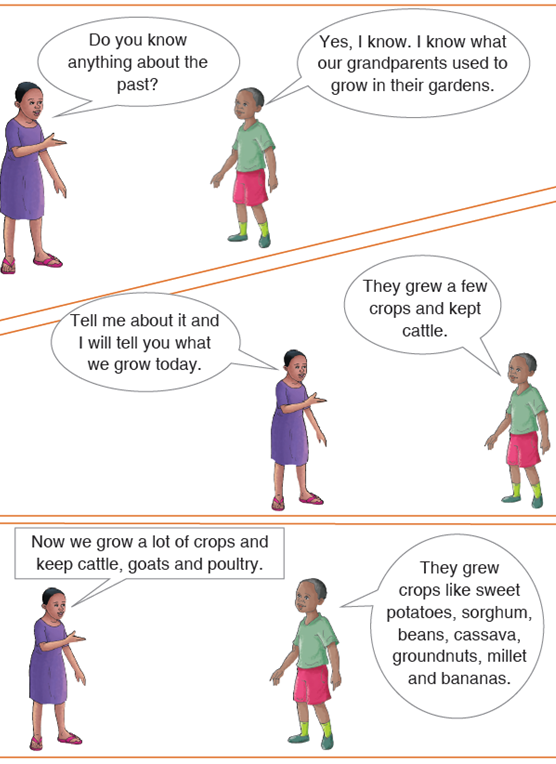 Do you know
anything about the
past?
Yes, I know. I know what
our grandparents used to
grow in their gardens.
Tell me about it and
I will tell you what
we grow today.
They grew a few
crops and kept
cattle.
Now we grow a lot of crops and
keep cattle, goats and poultry.
They grew
crops like sweet
potatoes, sorghum,
beans, cassava,
groundnuts, millet
and bananas.